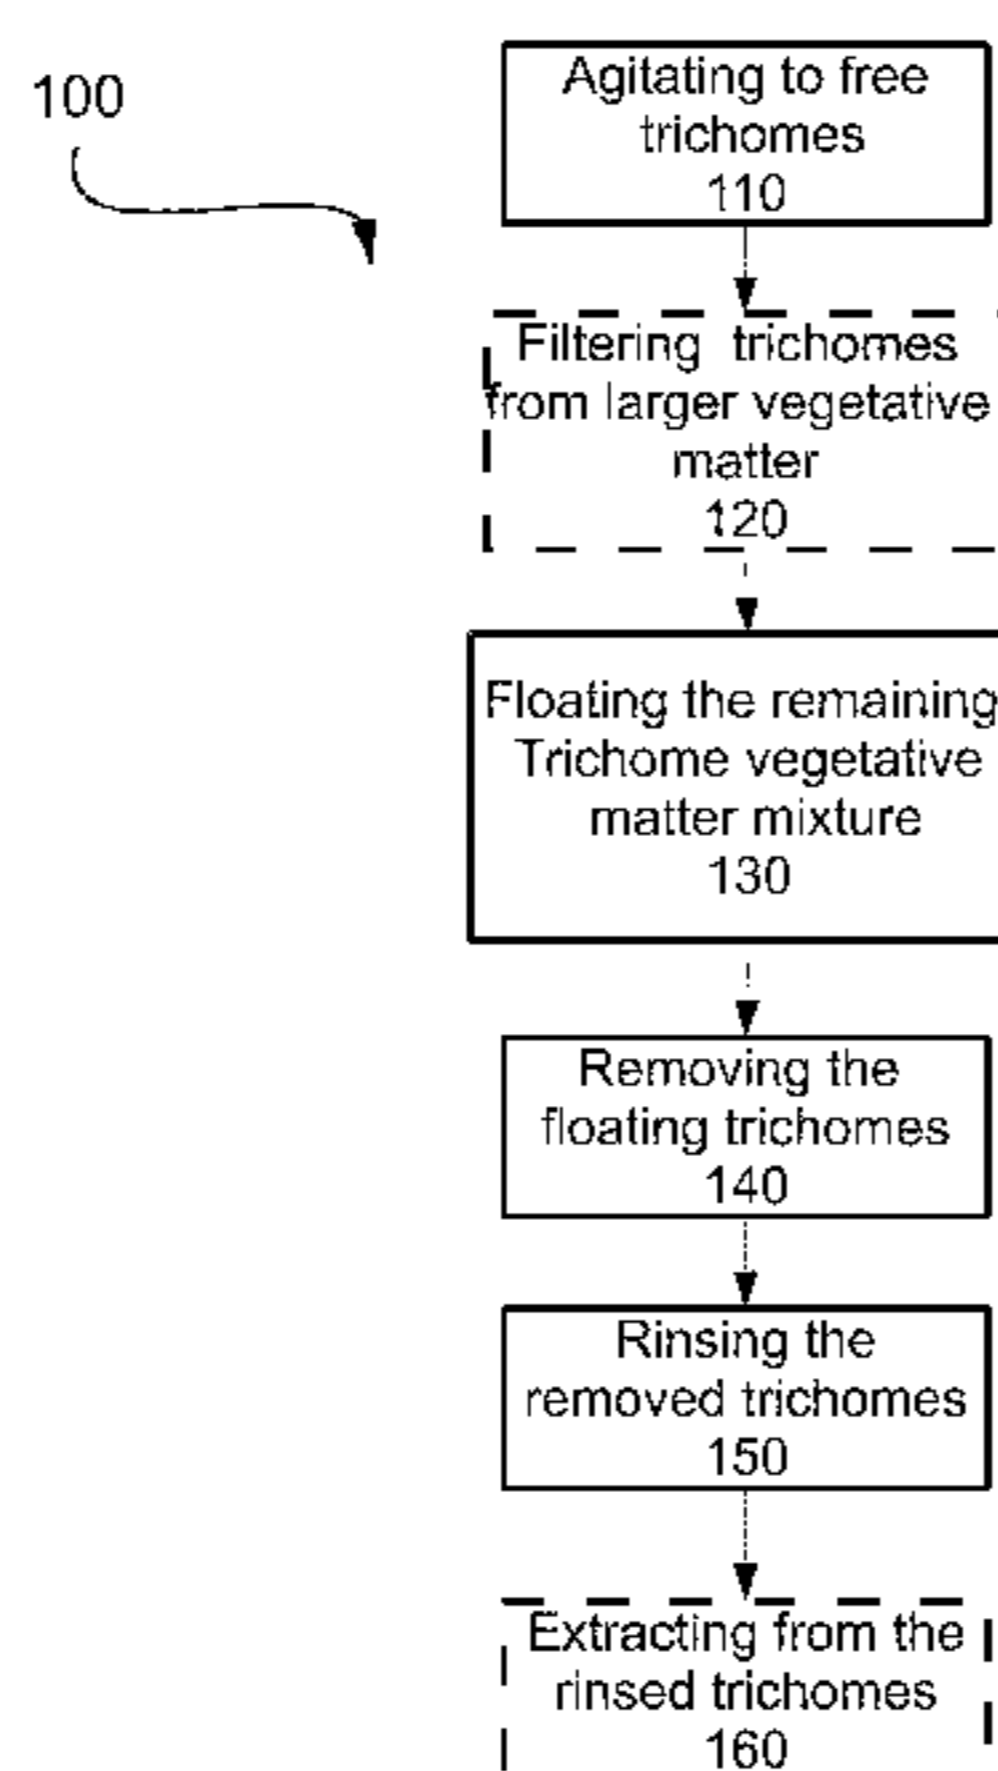 100
Agitating to free
trichomes
110
Filtering trichomes
from larger vegetative
matter
120
Floating the remaining
Trichome vegetative
matter mixture
130
Removing the
floating trichomes
140
Rinsing the
removed trichomes
150
Extracting from the
rinsed trichomes
160